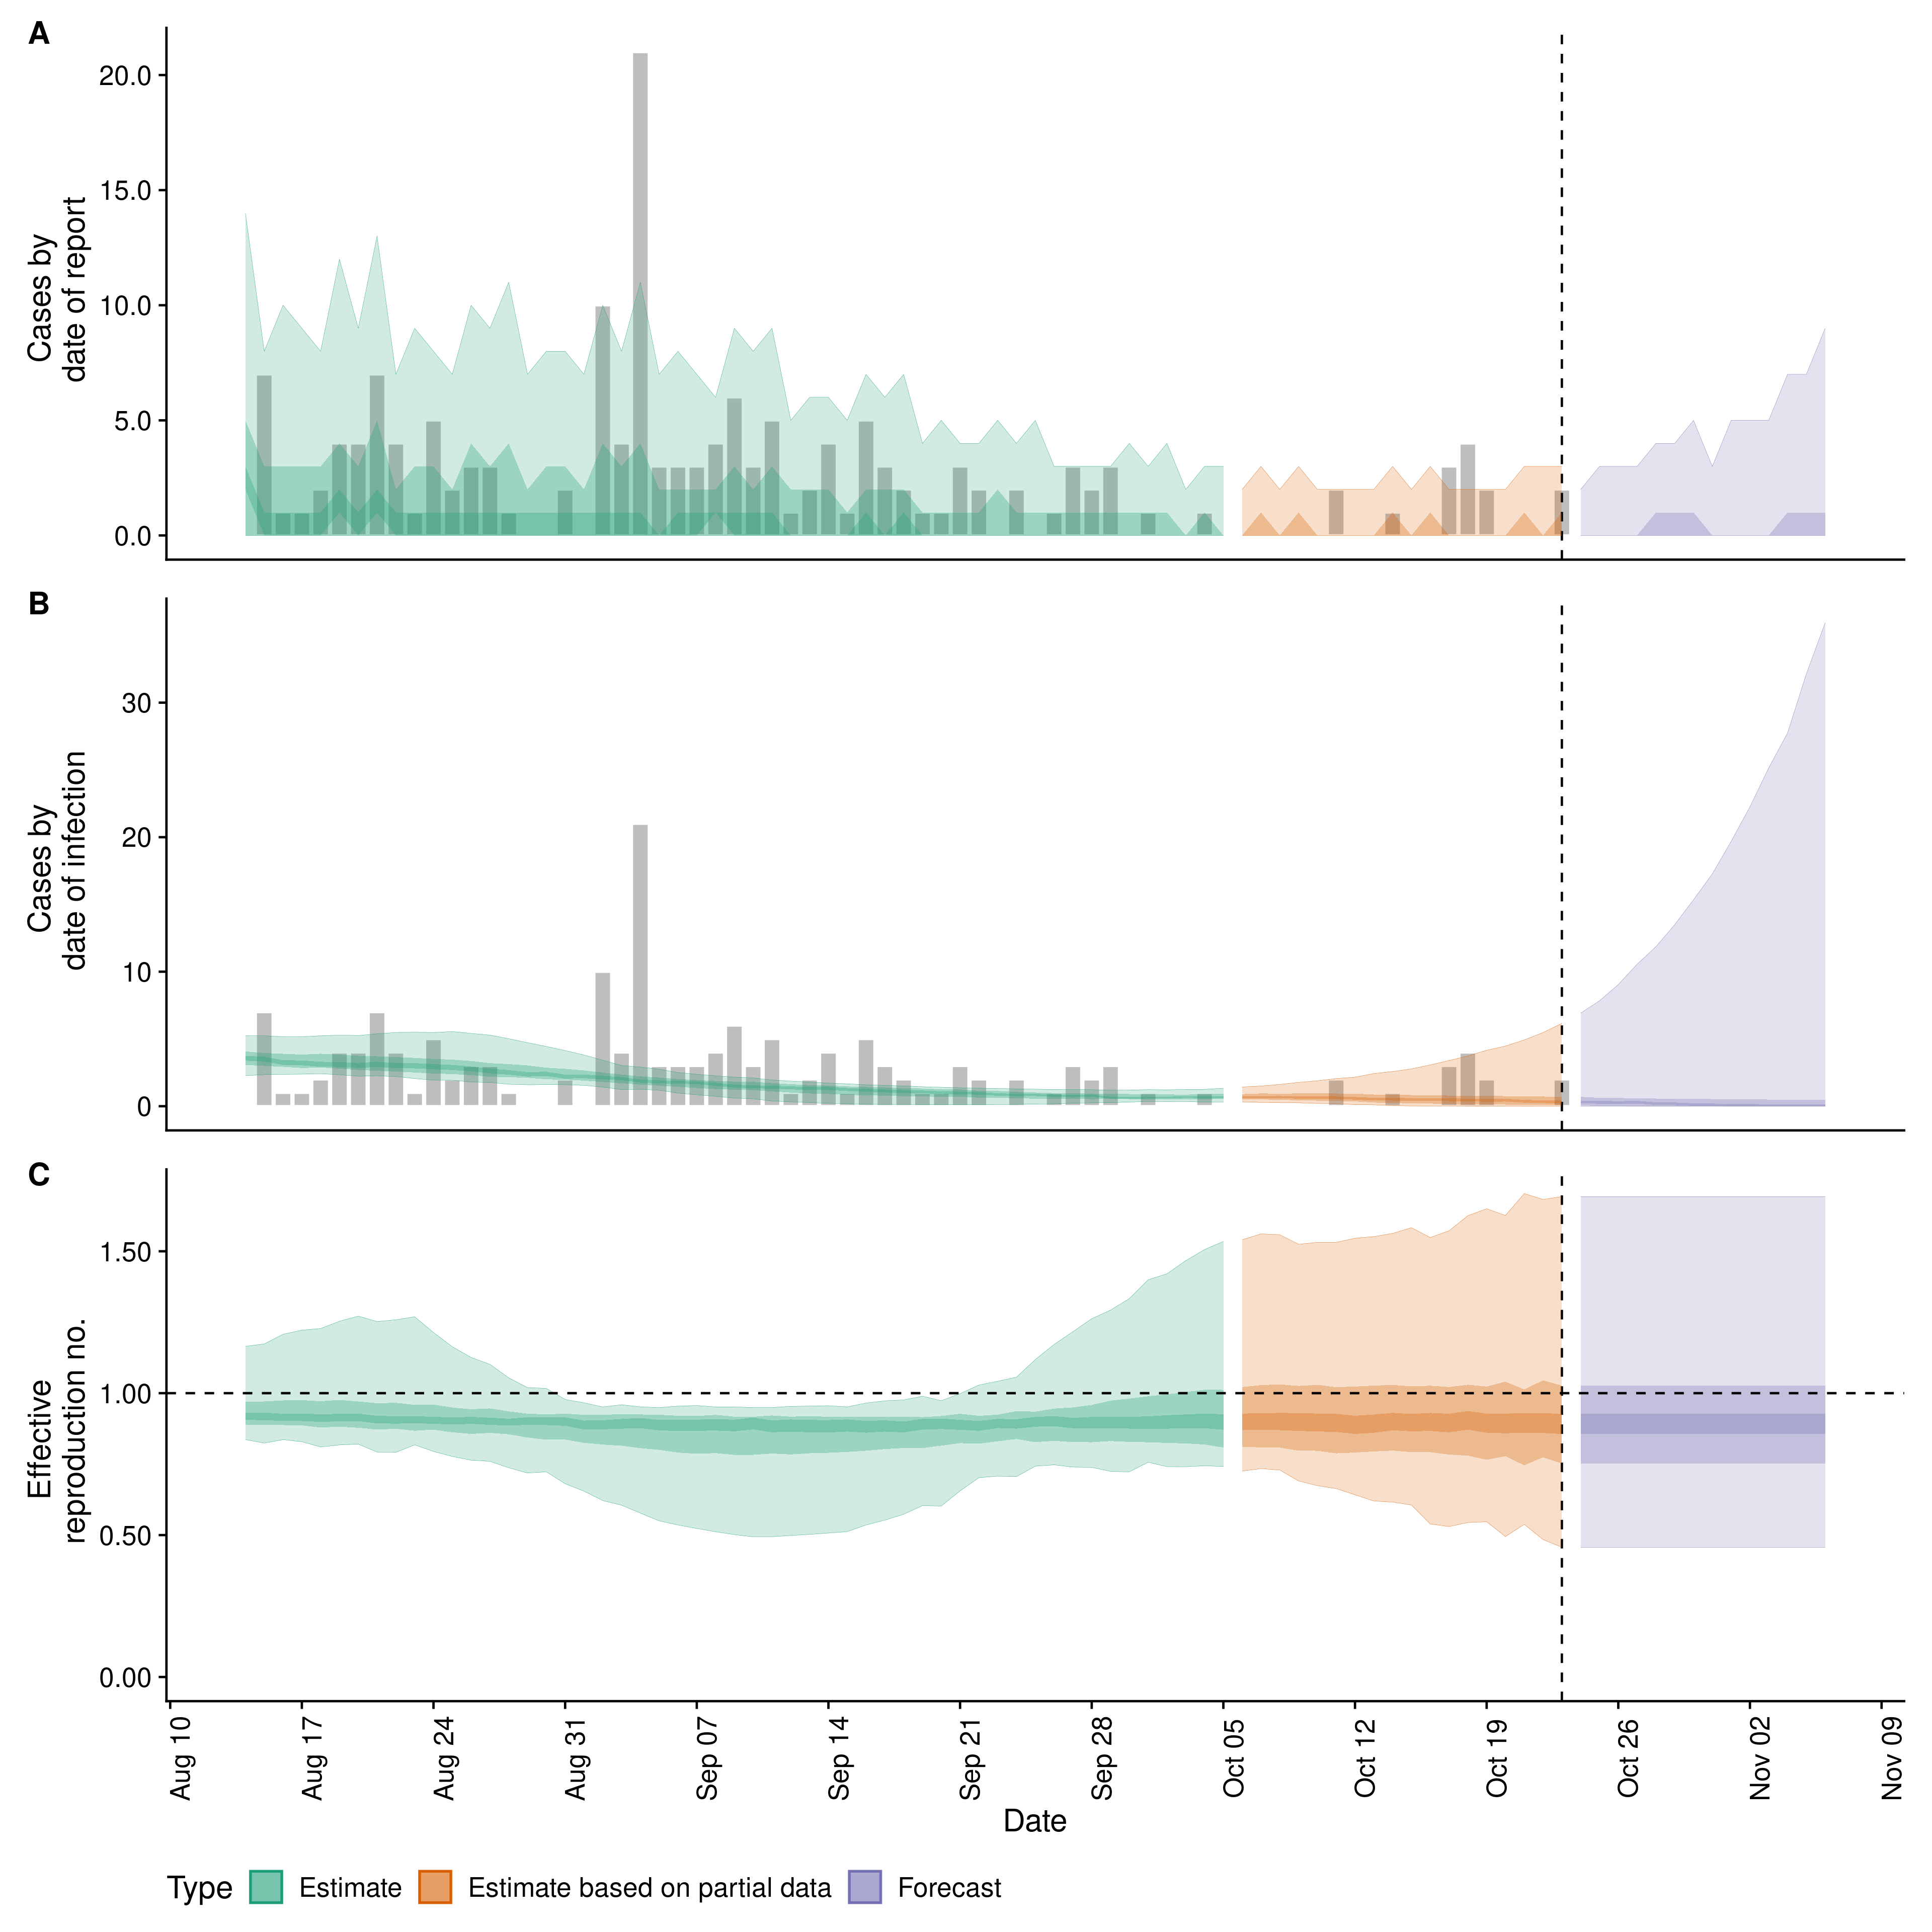 A
20.0
15.0
10.0
5.0
0.0
Cases by
date of report
B
30
20
10
0
Cases by
date of infection
C
1.50
1.00
0.50
0.00
Effective
reproduction no.
Aug 10
Aug 17
Aug 24
Aug 31
Sep 07
Sep 14
Sep 21
Sep 28
Oct 05
Oct 12
Oct 19
Oct 26
Nov 02
Nov 09
Date
Type Estimate Estimate based on partial data Forecast